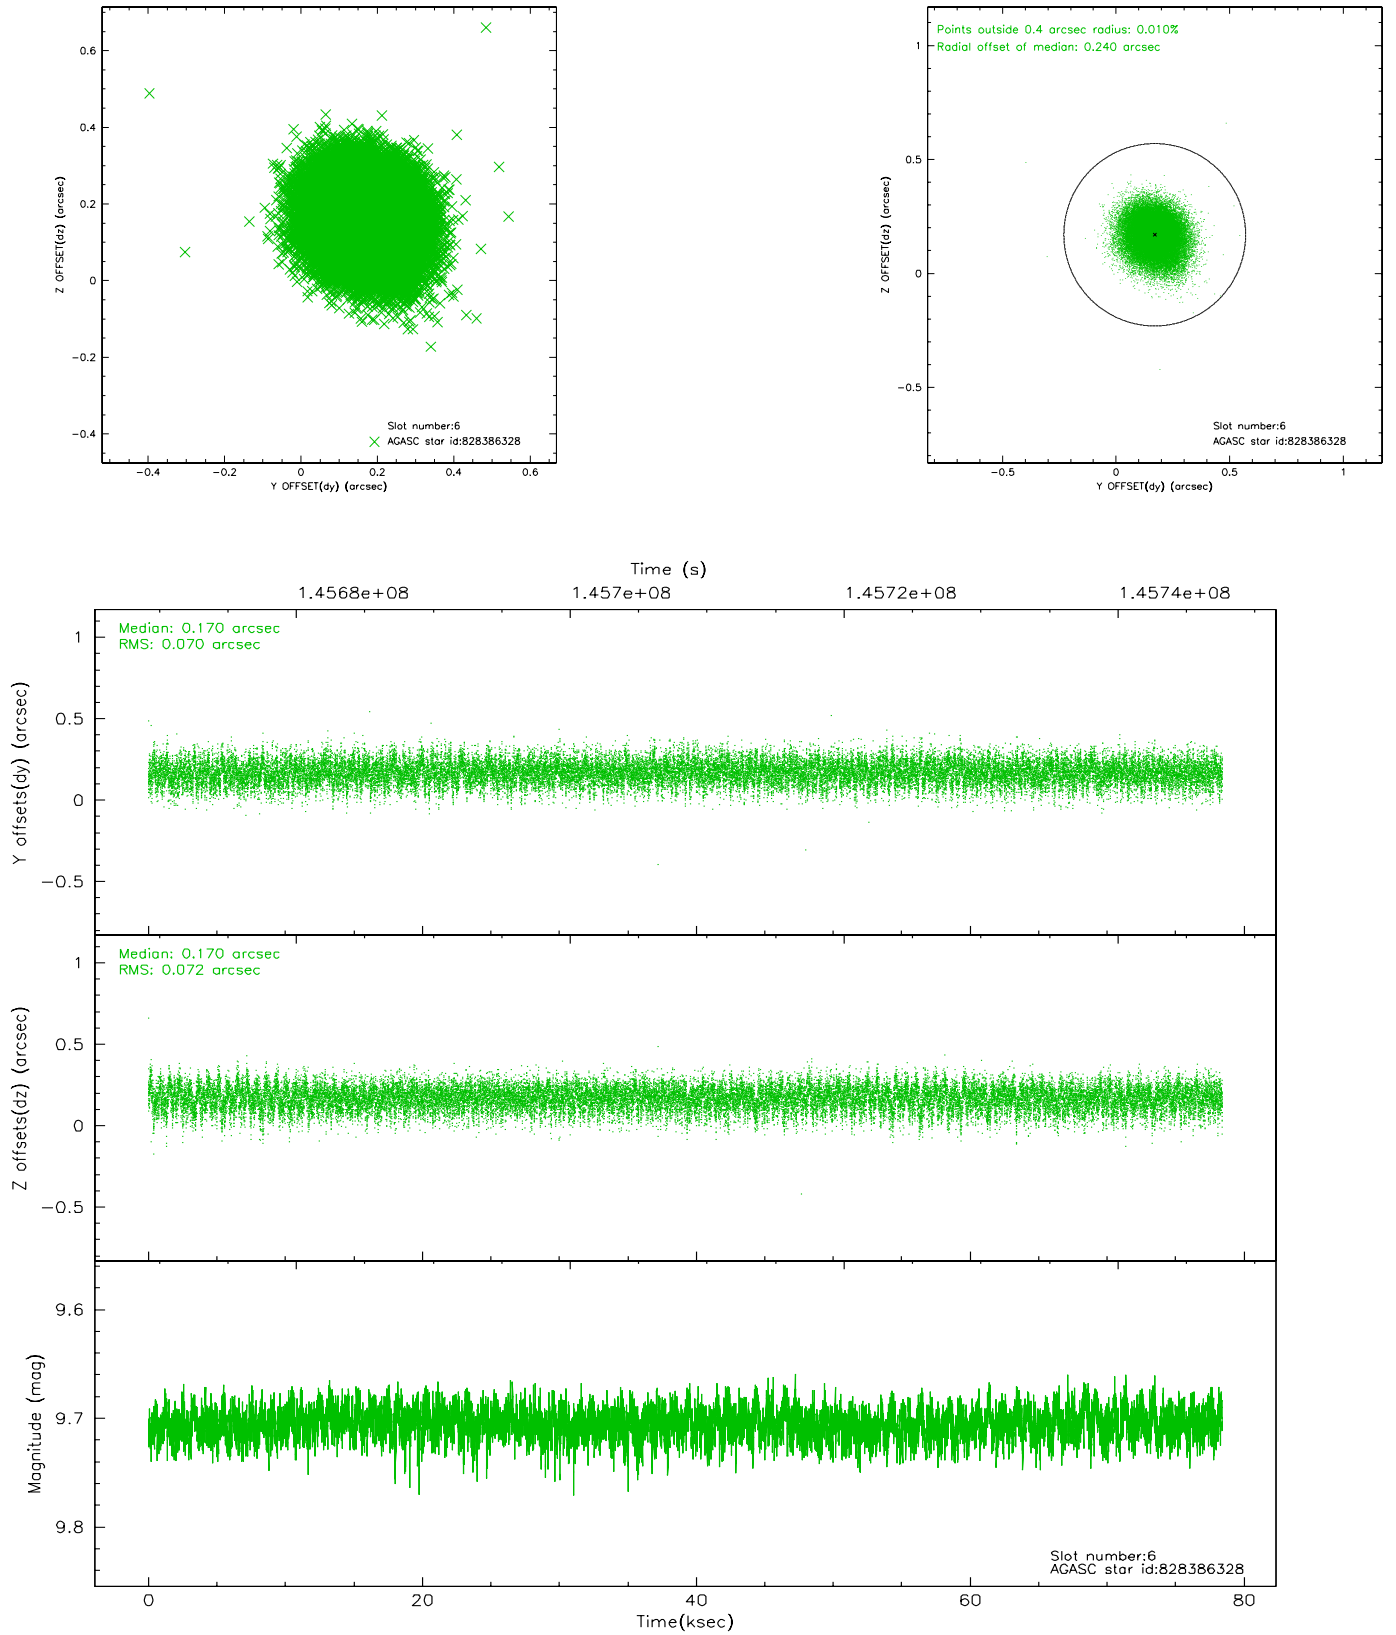 0.6
0.4
0.2
0
−0.2
−0.4
Z OFFSET(dz) (arcsec)
−0.4 −0.2 0 0.2 0.4 0.6
Y OFFSET(dy) (arcsec)
Slot number:6
AGASC star id:828386328
Points outside 0.4 arcsec radius: 0.010%
Radial offset of median: 0.240 arcsec
1
0.5
0
−0.5
Z OFFSET(dz) (arcsec)
−0.5 0 0.5 1
Y OFFSET(dy) (arcsec)
Slot number:6
AGASC star id:828386328
Time (s)
1.4568e+08 1.457e+08 1.4572e+08 1.4574e+08
Median: 0.170 arcsec
RMS: 0.070 arcsec
1
0.5
0
−0.5
Y offsets(dy) (arcsec)
Median: 0.170 arcsec
RMS: 0.072 arcsec
1
0.5
0
−0.5
Z offsets(dz) (arcsec)
9.6
9.7
9.8
Magnitude (mag)
Slot number:6
AGASC star id:828386328
0 20 40 60 80
Time(ksec)